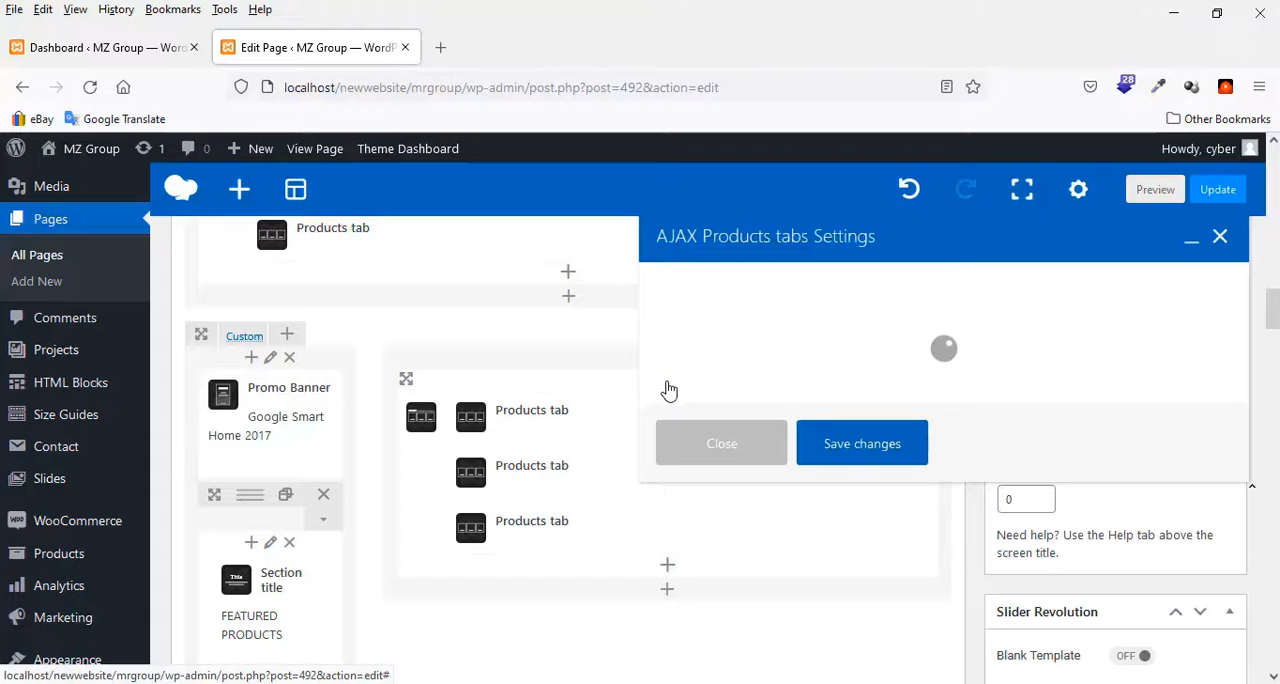 File Edit View History Bookmarks Tools Help
Dashboard ‹ MZ Group — Wor
Edit Page ‹ MZ Group — WordP
localhost/newwebsite/mrgroup/wp-admin/post.php?post=492&action=edit
28
eBay Google Translate Other Bookmarks
MZ Group 1 0 New View Page Theme Dashboard Howdy, cyber
Media
Pages
All Pages
Add New
Comments
Projects
HTML Blocks
Size Guides
Contact
Slides
WooCommerce
Products
Analytics
Marketing
Appearance
Preview Update
Products tab
AJAX Products tabs Settings
Close Save changes
Custom
Promo Banner
Google Smart
Home 2017
Section
title
FEATURED
PRODUCTS
Products tab
Products tab
Products tab
0
Need help? Use the Help tab above the
screen title.
Slider Revolution
Blank Template OFF
localhost/newwebsite/mrgroup/wp-admin/post.php?post=492&action=edit#